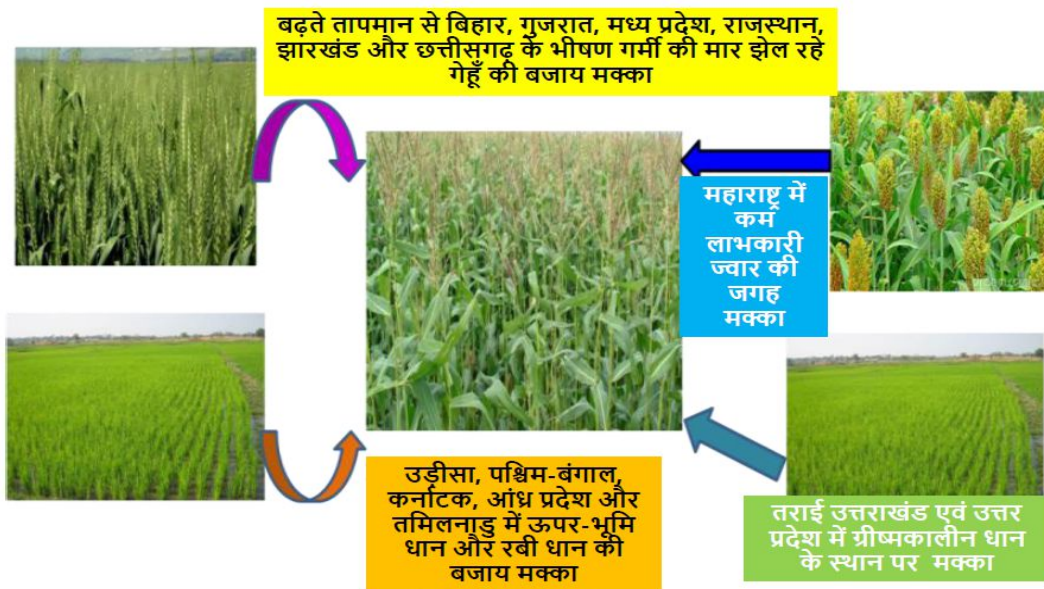 बढ़ते तापमान से बिहार, गुजरात, मध्य प्रदेश, राजस्थान,
झारखंड और छत्तीसगढ़ के भीषण गर्मी की मार झेल रहे
गेहूँ की बजाय मक्का
महाराष्ट्र में
कम
लाभकारी
ज्वार की
जगह
मक्का
उड़ीसा, पश्चिम-बंगाल,
कर्नाटक, आंध्र प्रदेश और
तमिलनाडु में ऊपर-भूमि
धान और रबी धान की
बजाय मक्का
तराई उत्तराखंड एवं उत्तर
प्रदेश में ग्रीष्मकालीन धान
के स्थान पर मक्का